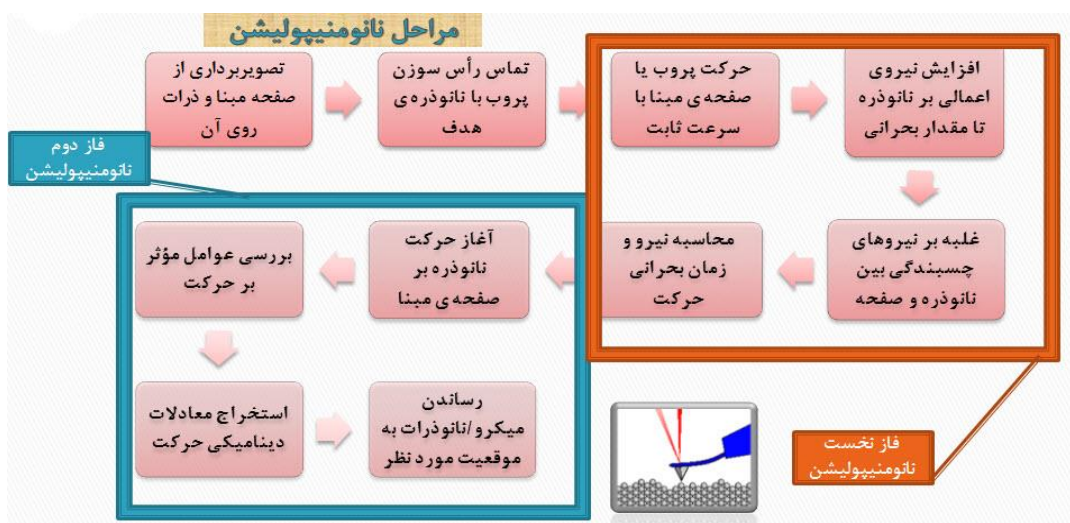 مراحل نانومنیپولیشن
تصویربرداری از
صفحه مبنا و ذرات
روی آن
تماس رأس سوزن
پروب با نانوذره‌ی
هدف
حرکت پروب یا
صفحه‌ی مبنا با
سرعت ثابت
افزایش نیروی
اعمالی بر نانوذره
تا مقدار بحرانی
غلبه بر نیروهای
چسبندگی بین
نانوذره و صفحه
محاسبه نیرو و
زمان بحرانی
حرکت
آغاز حرکت
نانوذره بر
صفحه‌ی مبنا
بررسی عوامل مؤثر
بر حرکت
استخراج معادلات
دینامیکی حرکت
رساندن
میکرو/نانوذرات به
موقعیت مورد نظر
فاز دوم
نانومنیپولیشن
فاز نخست
نانومنیپولیشن